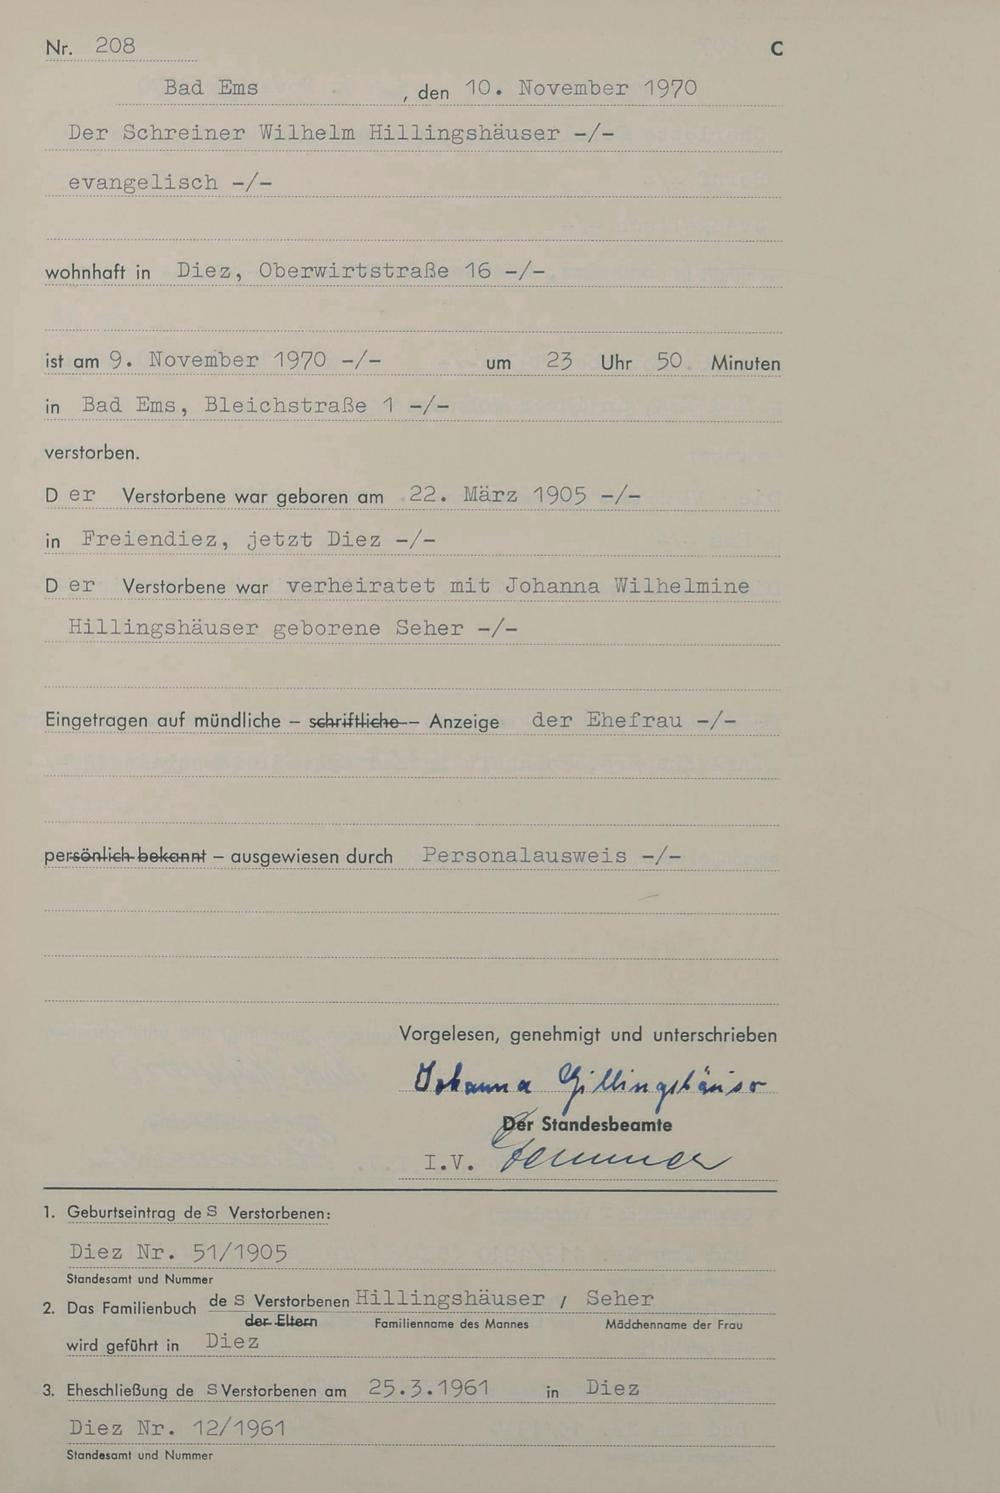 Nr. 208 C
Bad Ems , den 10. November 1970
Der Schreiner Wilhelm Hillingshäuser -/-
evangelisch -/-
wohnhaft in Diez, Oberwirtstraße 16 -/-
ist am 9. November 1970 -/- um 23 Uhr 50 Minuten
in Bad Ems, Bleichstraße 1 -/-
verstorben.
D er Verstorbene war geboren am 22. März 1905 -/-
in Freiendiez, jetzt Diez -/-
D er Verstorbene war verheiratet mit Johanna Wilhelmine
Hillingshäuser geborene Seher -/-
Eingetragen auf mündliche – schriftliche – Anzeige der Ehefrau -/-
persönlich bekannt – ausgewiesen durch Personalausweis -/-
Vorgelesen, genehmigt und unterschrieben
Johanna Hillingshäuser
Der Standesbeamte
I.V.
1. Geburtseintrag de s Verstorbenen:
Diez Nr. 51/1905
Standesamt und Nummer
2. Das Familienbuch de s Verstorbenen Hillingshäuser / Seher
der Eltern Familienname des Mannes Mädchenname der Frau
wird geführt in Diez
3. Eheschließung de s Verstorbenen am 25.3.1961 in Diez
Diez Nr. 12/1961
Standesamt und Nummer